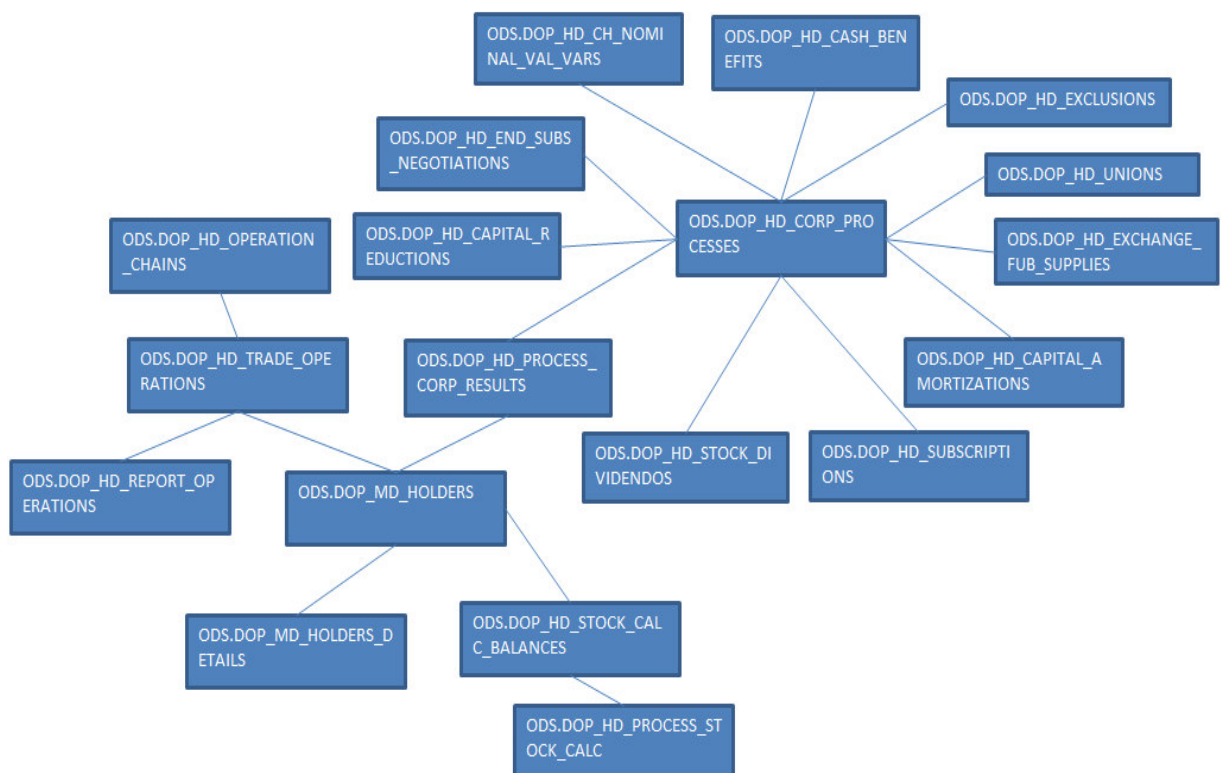 ODS.DOP_HD_CH_NOMI
NAL_VAL_VARS
ODS.DOP_HD_CASH_BEN
EFITS
ODS.DOP_HD_EXCLUSIONS
ODS.DOP_HD_END_SUBS
_NEGOTIATIONS
ODS.DOP_HD_UNIONS
ODS.DOP_HD_CORP_PRO
CESSES
ODS.DOP_HD_OPERATION
_CHAINS
ODS.DOP_HD_CAPITAL_R
EDUCTIONS
ODS.DOP_HD_EXCHANGE_
FUB_SUPPLIES
ODS.DOP_HD_TRADE_OPE
RATIONS
ODS.DOP_HD_PROCESS_
CORP_RESULTS
ODS.DOP_HD_CAPITAL_A
MORTIZATIONS
ODS.DOP_HD_REPORT_OP
ERATIONS
ODS.DOP_MD_HOLDERS
ODS.DOP_HD_STOCK_DI
VIDENDOS
ODS.DOP_HD_SUBSCRIPTI
ONS
ODS.DOP_MD_HOLDERS_D
ETAILS
ODS.DOP_HD_STOCK_CAL
C_BALANCES
ODS.DOP_HD_PROCESS_ST
OCK_CALC